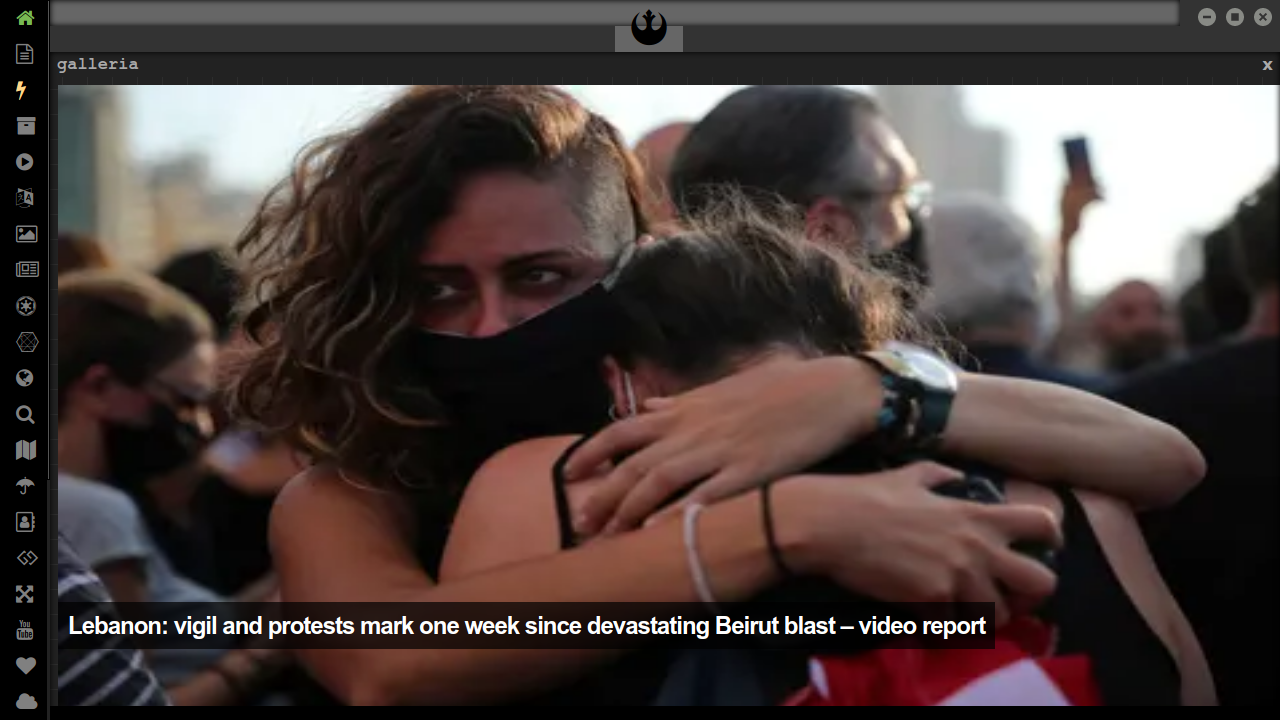 galleria
x
Lebanon: vigil and protests mark one week since devastating Beirut blast – video report
You
Tube